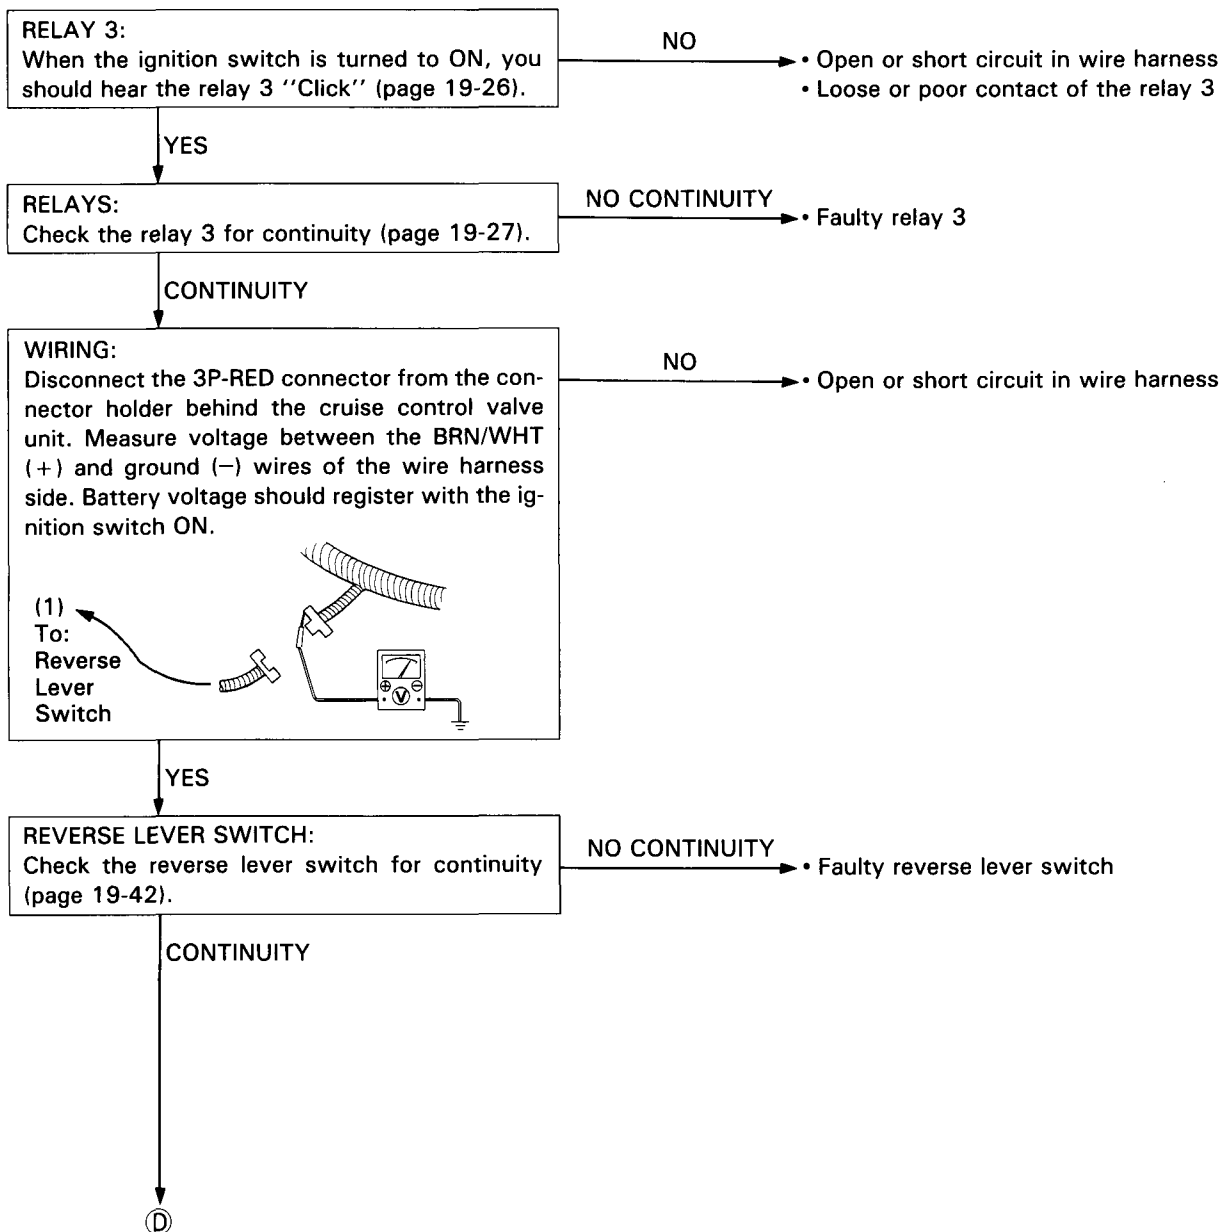 RELAY 3:
When the ignition switch is turned to ON, you
should hear the relay 3 ''Click'' (page 19-26).
NO
• Open or short circuit in wire harness
• Loose or poor contact of the relay 3
YES
RELAYS:
Check the relay 3 for continuity (page 19-27).
NO CONTINUITY
• Faulty relay 3
CONTINUITY
WIRING:
Disconnect the 3P-RED connector from the con-
nector holder behind the cruise control valve
unit. Measure voltage between the BRN/WHT
(+) and ground (−) wires of the wire harness
side. Battery voltage should register with the ig-
nition switch ON.
NO
• Open or short circuit in wire harness
(1)
To:
Reverse
Lever
Switch
⊕ ⊖
V
YES
REVERSE LEVER SWITCH:
Check the reverse lever switch for continuity
(page 19-42).
NO CONTINUITY
• Faulty reverse lever switch
CONTINUITY
Ⓓ